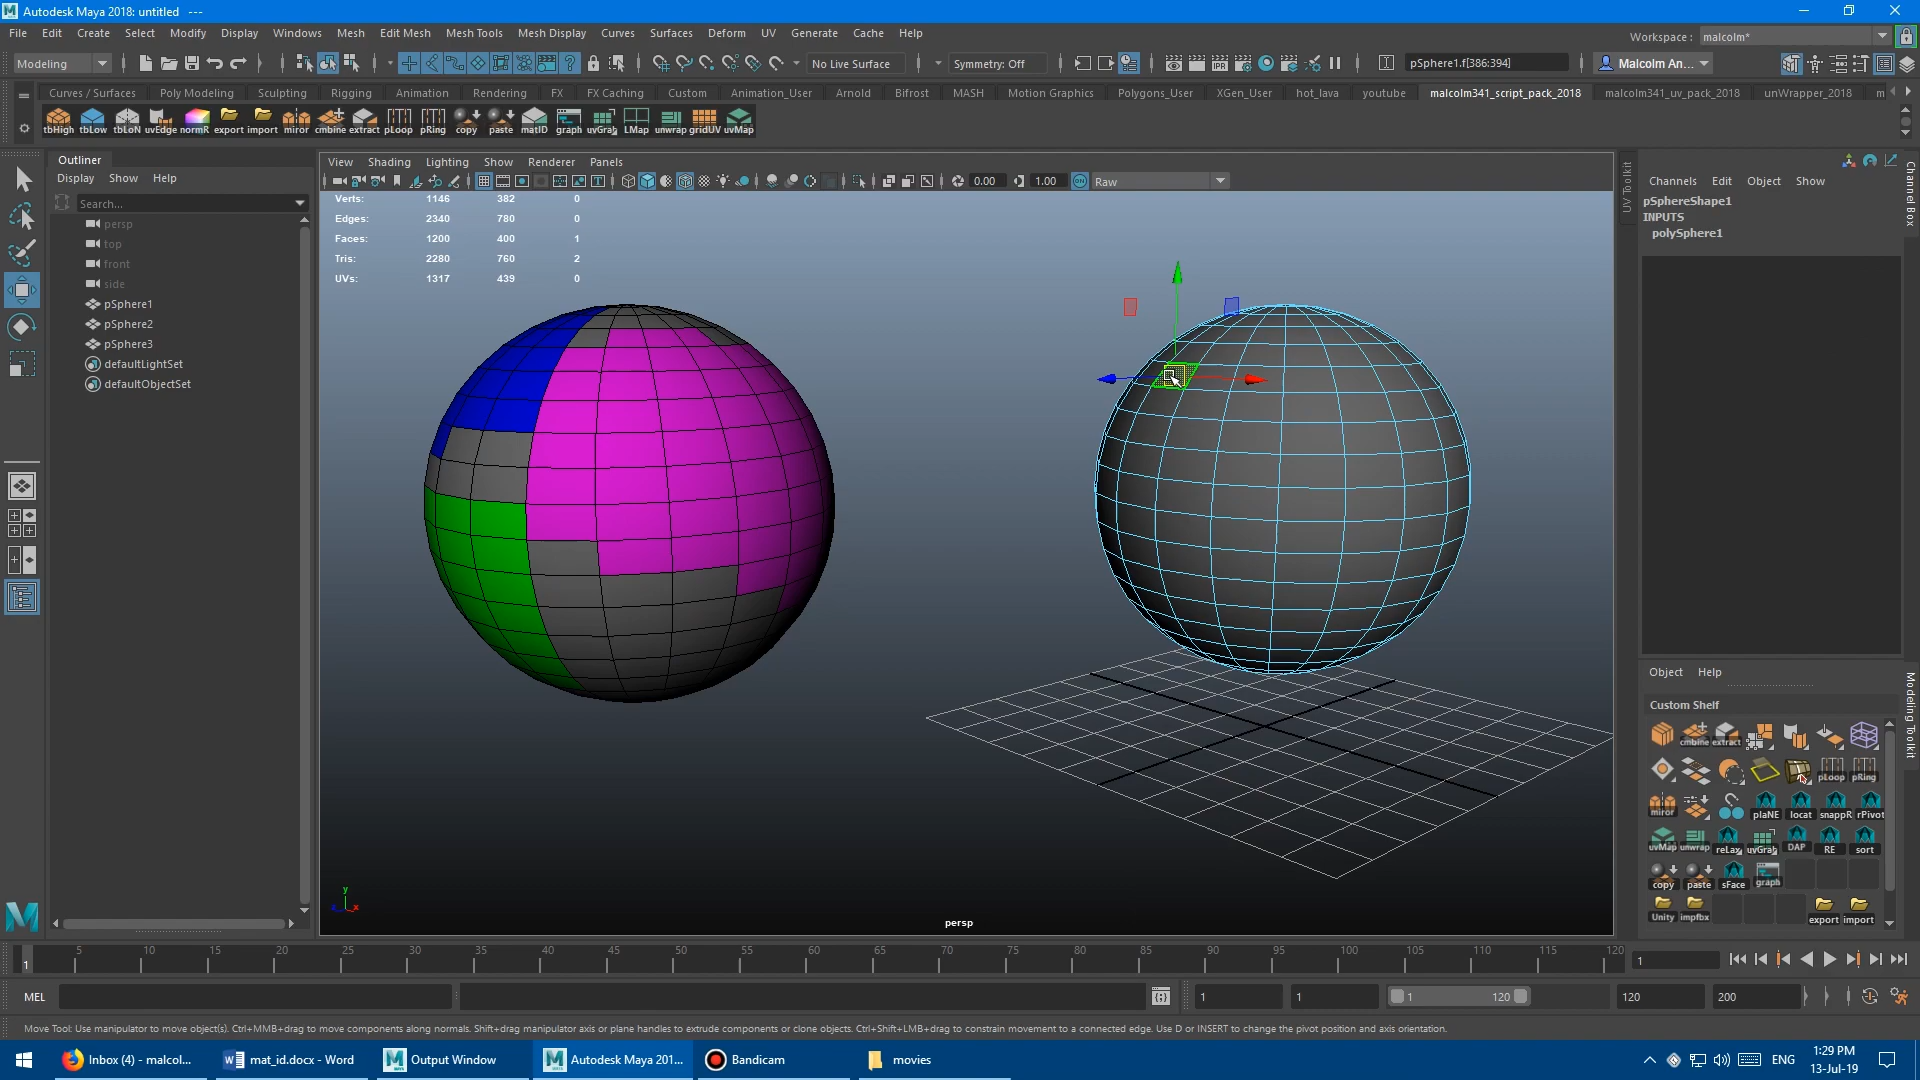 Autodesk Maya 2018: untitled   ---
File Edit Create Select Modify Display Windows Mesh Edit Mesh Mesh Tools Mesh Display Curves Surfaces Deform UV Generate Cache Help
Workspace : malcolm*
Modeling No Live Surface Symmetry: Off pSphere1.f[386:394] Malcolm An...
Curves / Surfaces Poly Modeling Sculpting Rigging Animation Rendering FX FX Caching Custom Animation_User Arnold Bifrost MASH Motion Graphics Polygons_User XGen_User hot_lava youtube malcolm341_script_pack_2018 malcolm341_uv_pack_2018 unWrapper_2018 m
tbHigh tbLow tbLoN uvEdge normR export import miror cmbine extract pLoop pRing copy paste matID graph uvGrab LMap unwrap gridUV uvMap
Outliner
Display Show Help
Search...
persp
top
front
side
pSphere1
pSphere2
pSphere3
defaultLightSet
defaultObjectSet
View Shading Lighting Show Renderer Panels
0.00 1.00 ON Raw
Verts: 1146 382 0
Edges: 2340 780 0
Faces: 1200 400 1
Tris: 2280 760 2
UVs: 1317 439 0
y
x
persp
UV Toolkit
Channels Edit Object Show
pSphereShape1
INPUTS
polySphere1
Channel Box
Modeling Toolkit
Object Help
Custom Shelf
cmbine extract
pLoop pRing
miror plaNE locat snappR rPivot
uvMap unwrap reLax uvGrab DAP RE sort
copy paste sFace graph
Unity impfbx export import
1 5 10 15 20 25 30 35 40 45 50 55 60 65 70 75 80 85 90 95 100 105 110 115 120 1
MEL 1 1 1 120 120 200
Move Tool: Use manipulator to move object(s). Ctrl+MMB+drag to move components along normals. Shift+drag manipulator axis or plane handles to extrude components or clone objects. Ctrl+Shift+LMB+drag to constrain movement to a connected edge. Use D or INSERT to change the pivot position and axis orientation.
Inbox (4) - malcol... mat_id.docx - Word Output Window Autodesk Maya 201... Bandicam movies
ENG
1:29 PM
13-Jul-19